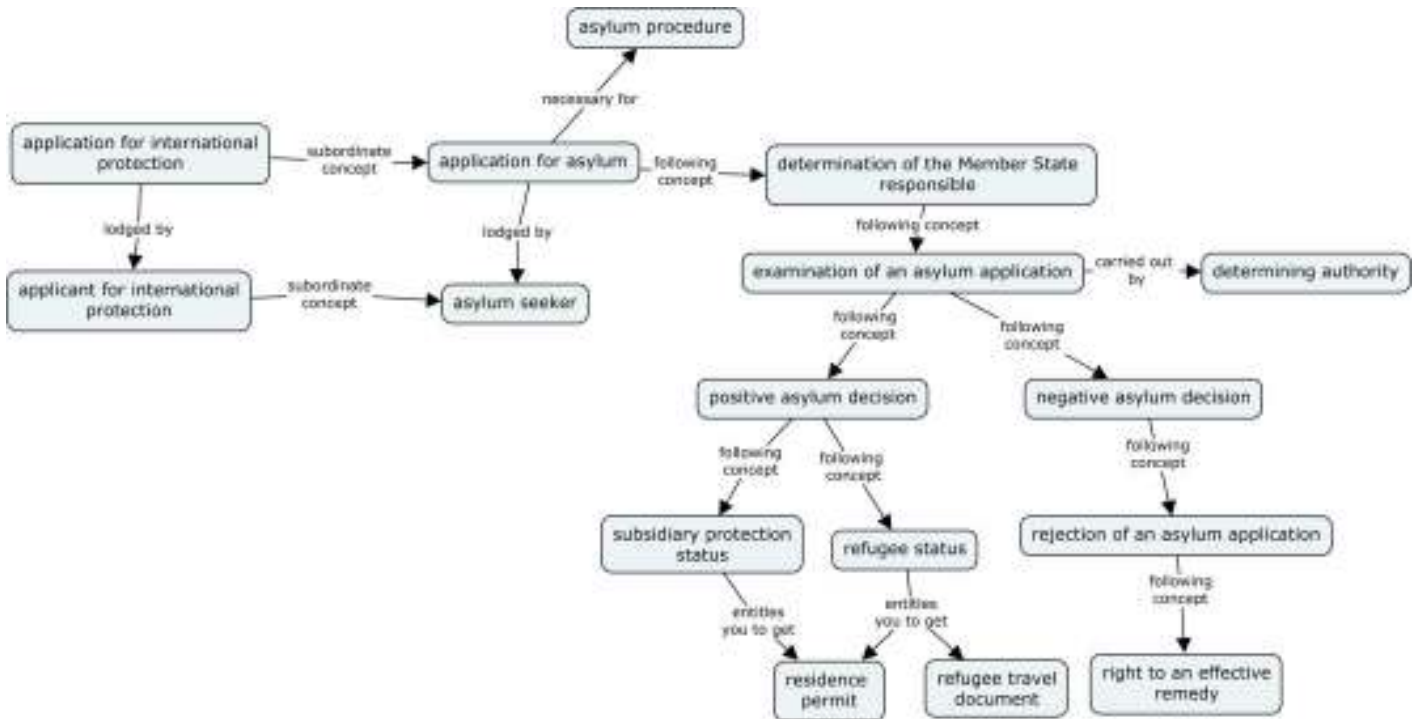 asylum procedure
necessary for
application for international
protection
subordinate
concept
application for asylum
following
concept
determination of the Member State
responsible
lodged by
lodged by
following concept
applicant for international
protection
subordinate
concept
asylum seeker
examination of an asylum application
carried out
by
determining authority
following
concept
following
concept
positive asylum decision
negative asylum decision
following
concept
following
concept
following
concept
subsidiary protection
status
refugee status
rejection of an asylum application
entities
you to get
entities
you to get
following
concept
residence
permit
refugee travel
document
right to an effective
remedy